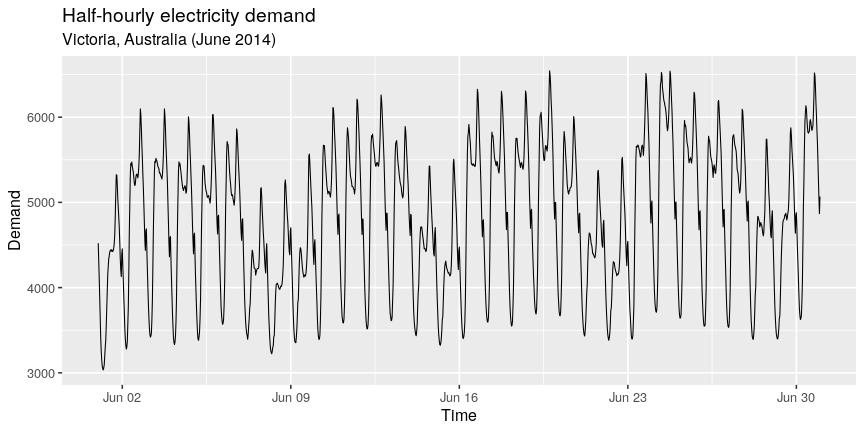 Half-hourly electricity demand
Victoria, Australia (June 2014)
Demand
6000
5000
4000
3000
Jun 02 Jun 09 Jun 16 Jun 23 Jun 30
Time